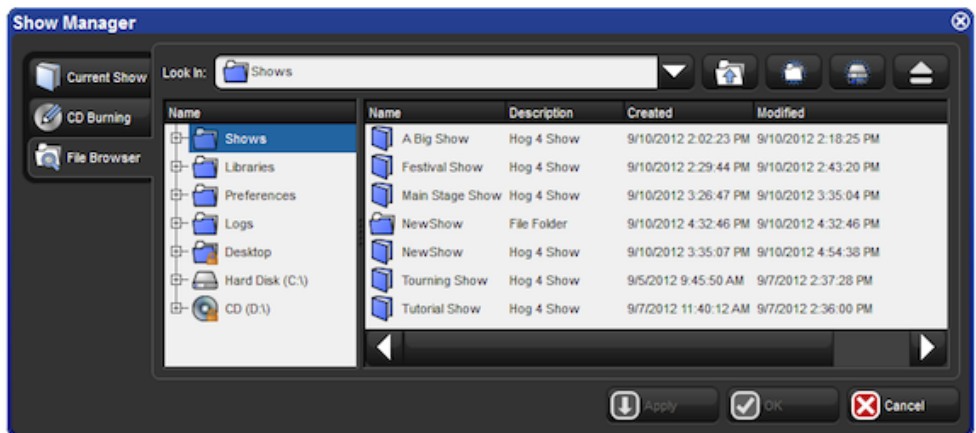 Show Manager
Current Show
CD Burning
File Browser
Look In: Shows
Name
Shows
Libraries
Preferences
Logs
Desktop
Hard Disk (C:\)
CD (D:\)
Name Description Created Modified
A Big Show Hog 4 Show 9/10/2012 2:02:23 PM 9/10/2012 2:18:25 PM
Festival Show Hog 4 Show 9/10/2012 2:29:44 PM 9/10/2012 2:43:20 PM
Main Stage Show Hog 4 Show 9/10/2012 3:26:47 PM 9/10/2012 3:35:04 PM
NewShow File Folder 9/10/2012 4:32:46 PM 9/10/2012 4:32:46 PM
NewShow Hog 4 Show 9/10/2012 3:35:07 PM 9/10/2012 4:54:38 PM
Tourning Show Hog 4 Show 9/5/2012 9:45:50 AM 9/7/2012 2:37:28 PM
Tutorial Show Hog 4 Show 9/7/2012 11:40:12 AM 9/7/2012 2:36:00 PM
Apply OK Cancel